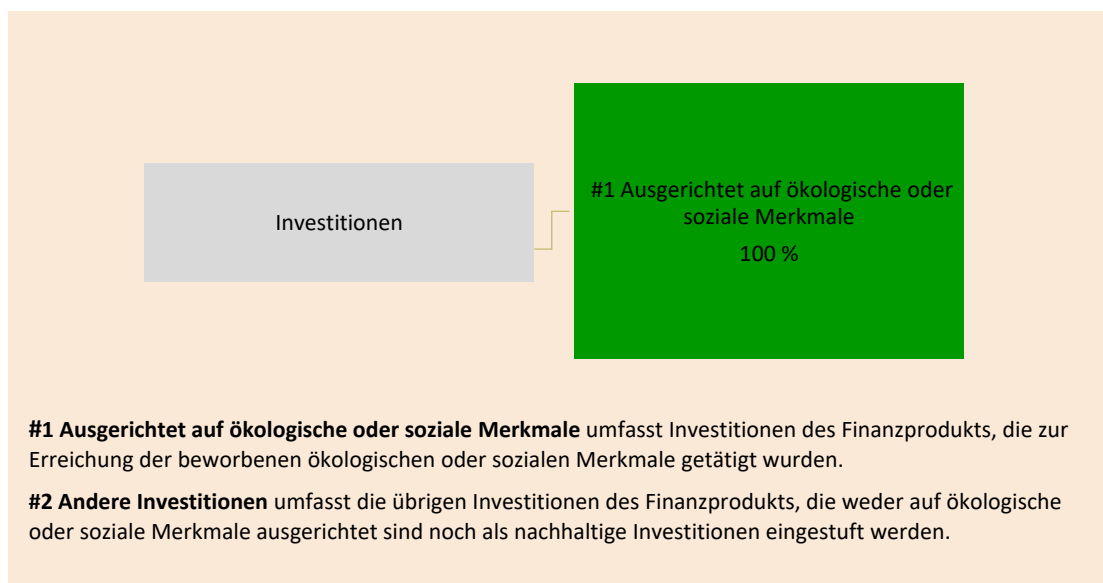 Investitionen
#1 Ausgerichtet auf ökologische oder
soziale Merkmale
100 %
#1 Ausgerichtet auf ökologische oder soziale Merkmale umfasst Investitionen des Finanzprodukts, die zur
Erreichung der beworbenen ökologischen oder sozialen Merkmale getätigt wurden.
#2 Andere Investitionen umfasst die übrigen Investitionen des Finanzprodukts, die weder auf ökologische
oder soziale Merkmale ausgerichtet sind noch als nachhaltige Investitionen eingestuft werden.